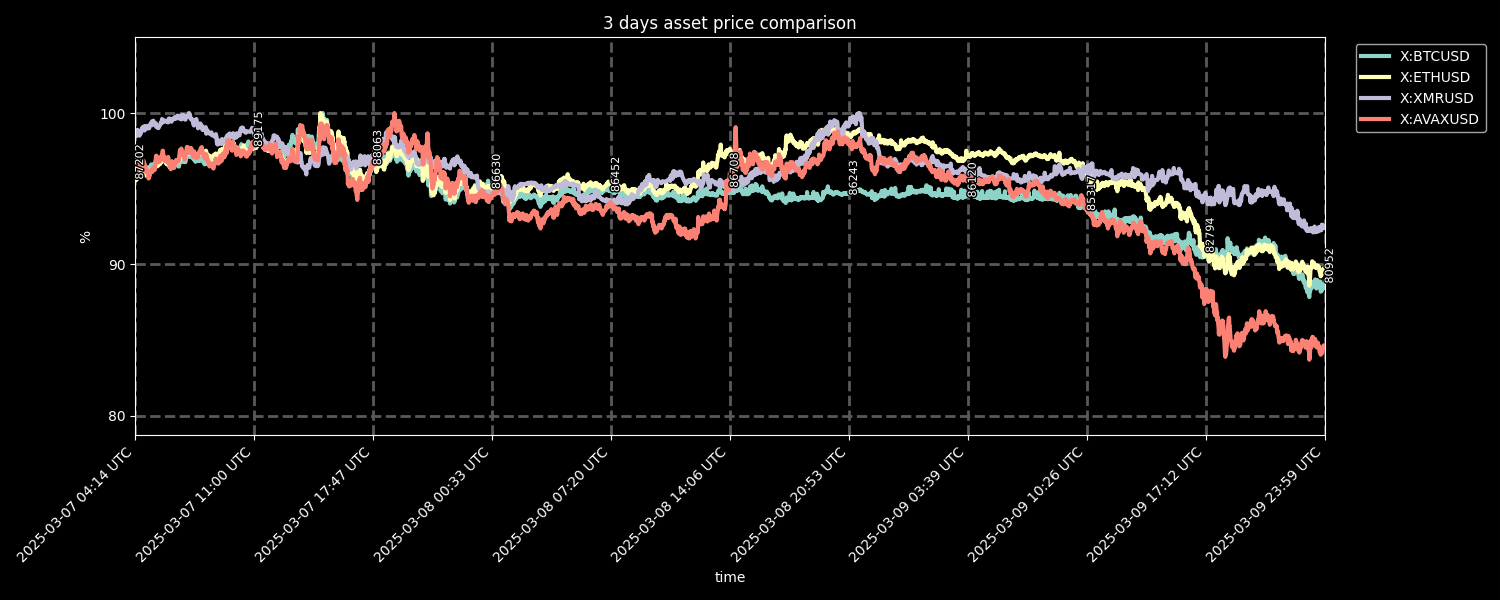 3 days asset price comparison
X:BTCUSD
X:ETHUSD
X:XMRUSD
X:AVAXUSD
100
90
80
%
87202
89175
88063
86630
86452
86708
86243
86120
85317
82794
80952
2025-03-07 04:14 UTC
2025-03-07 11:00 UTC
2025-03-07 17:47 UTC
2025-03-08 00:33 UTC
2025-03-08 07:20 UTC
2025-03-08 14:06 UTC
2025-03-08 20:53 UTC
2025-03-09 03:39 UTC
2025-03-09 10:26 UTC
2025-03-09 17:12 UTC
2025-03-09 23:59 UTC
time